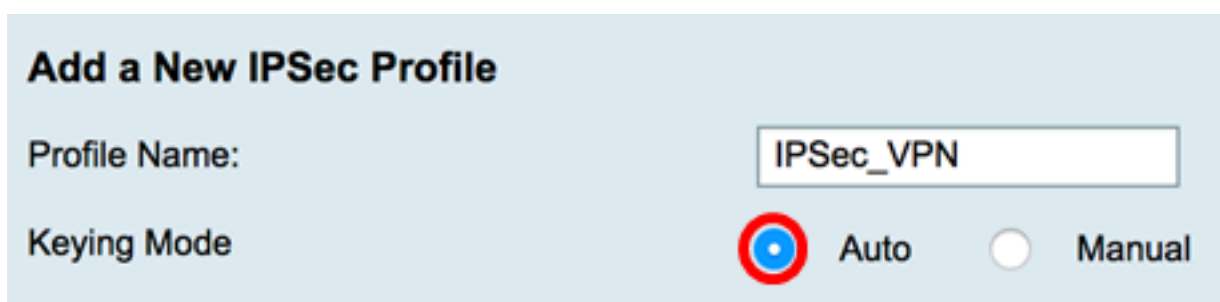 Add a New IPSec Profile
Profile Name: IPSec_VPN
Keying Mode Auto Manual